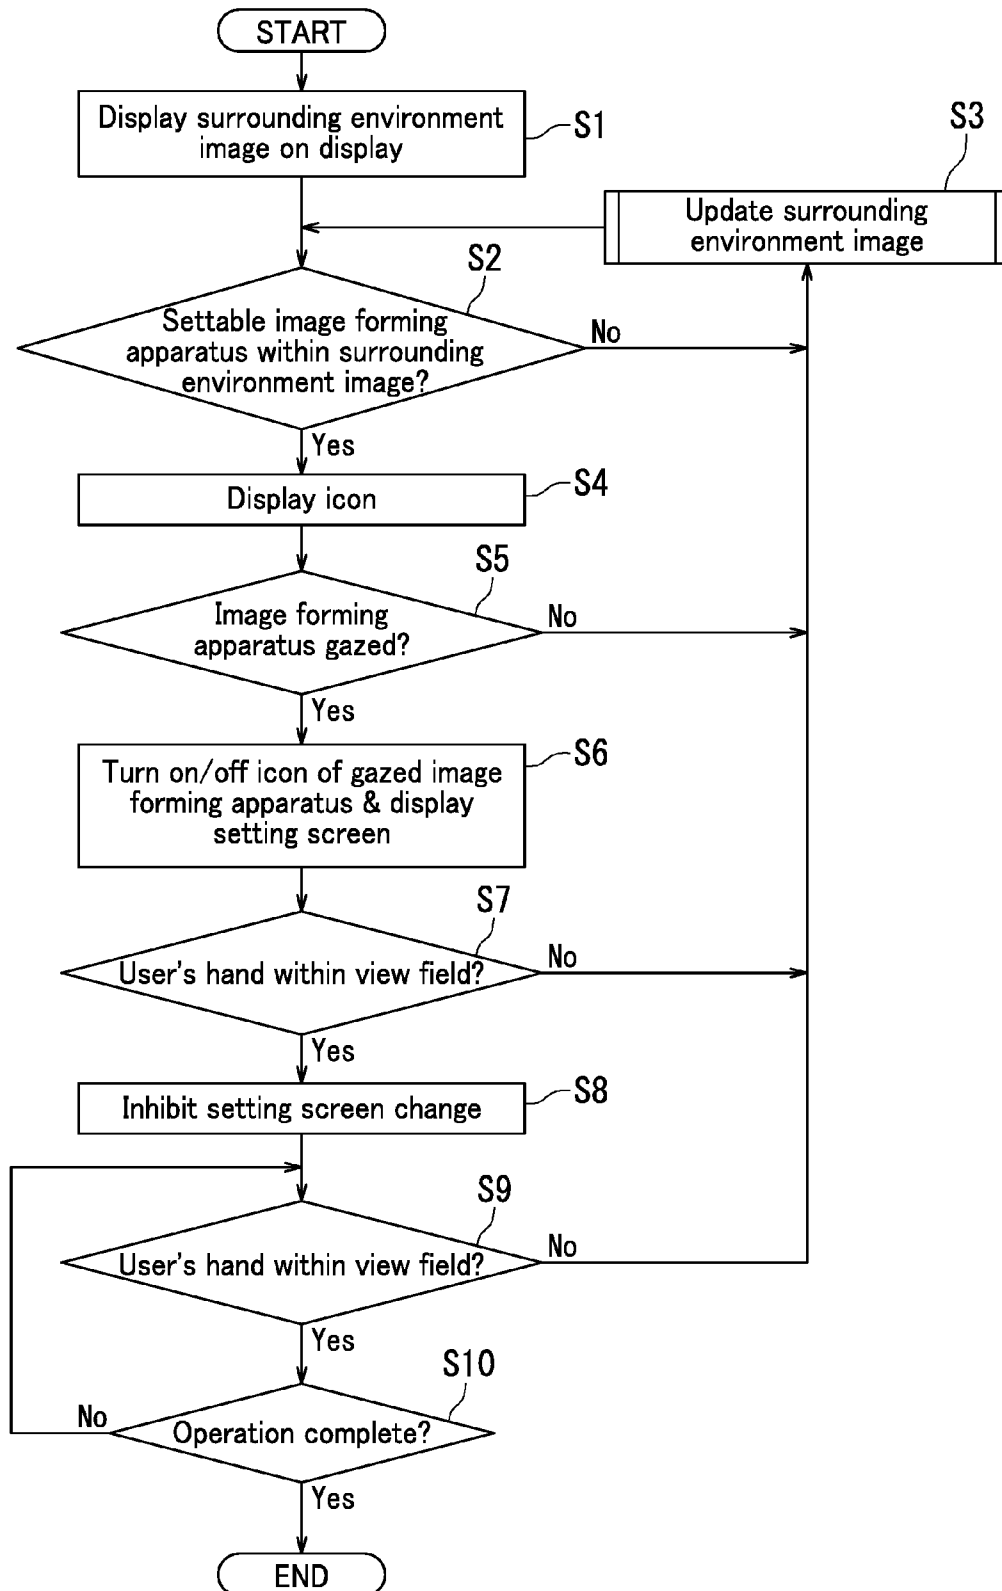 START
Display surrounding environment
image on display
S1
S3
Update surrounding
environment image
S2
Settable image forming
apparatus within surrounding
environment image?
No
Yes
Display icon
S4
S5
Image forming
apparatus gazed?
No
Yes
Turn on/off icon of gazed image
forming apparatus & display
setting screen
S6
S7
User's hand within view field?
No
Yes
Inhibit setting screen change
S8
S9
User's hand within view field?
No
Yes
S10
Operation complete?
No
Yes
END